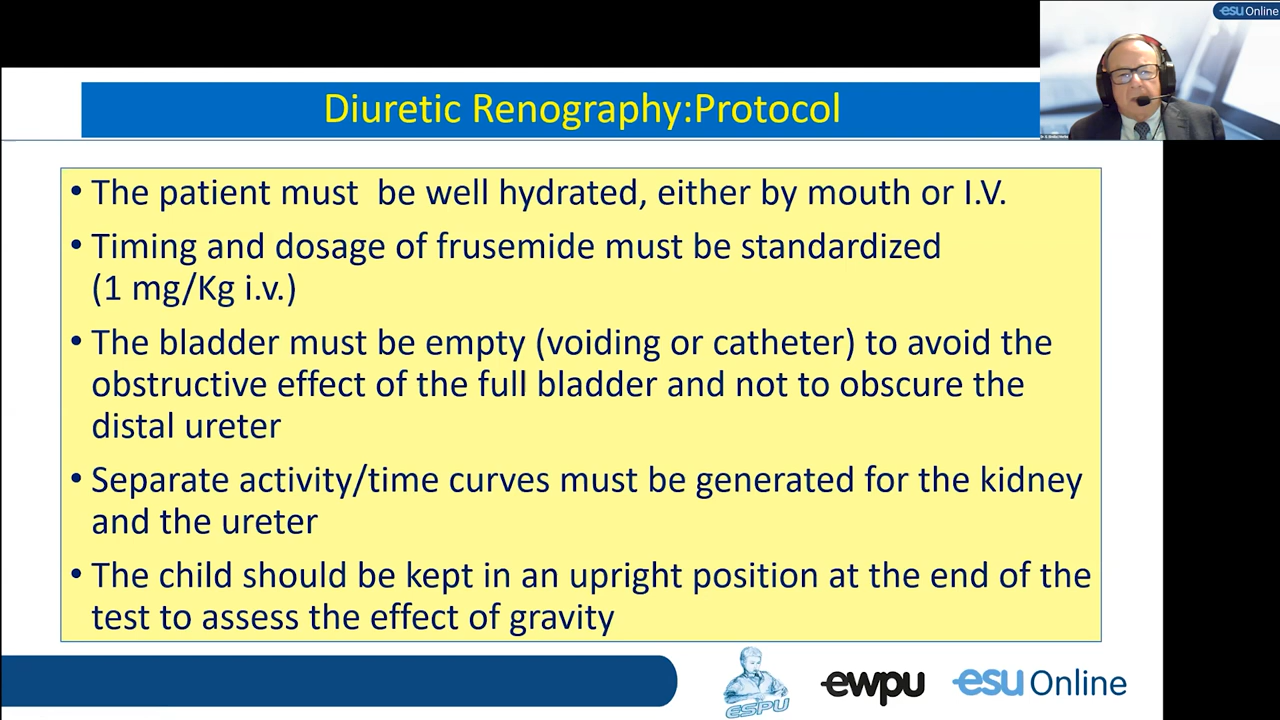 esu Online
Diuretic Renography:Protocol
• The patient must be well hydrated, either by mouth or I.V.
• Timing and dosage of frusemide must be standardized
(1 mg/Kg i.v.)
• The bladder must be empty (voiding or catheter) to avoid the
obstructive effect of the full bladder and not to obscure the
distal ureter
• Separate activity/time curves must be generated for the kidney
and the ureter
• The child should be kept in an upright position at the end of the
test to assess the effect of gravity
ESPU
ewpu
esu Online